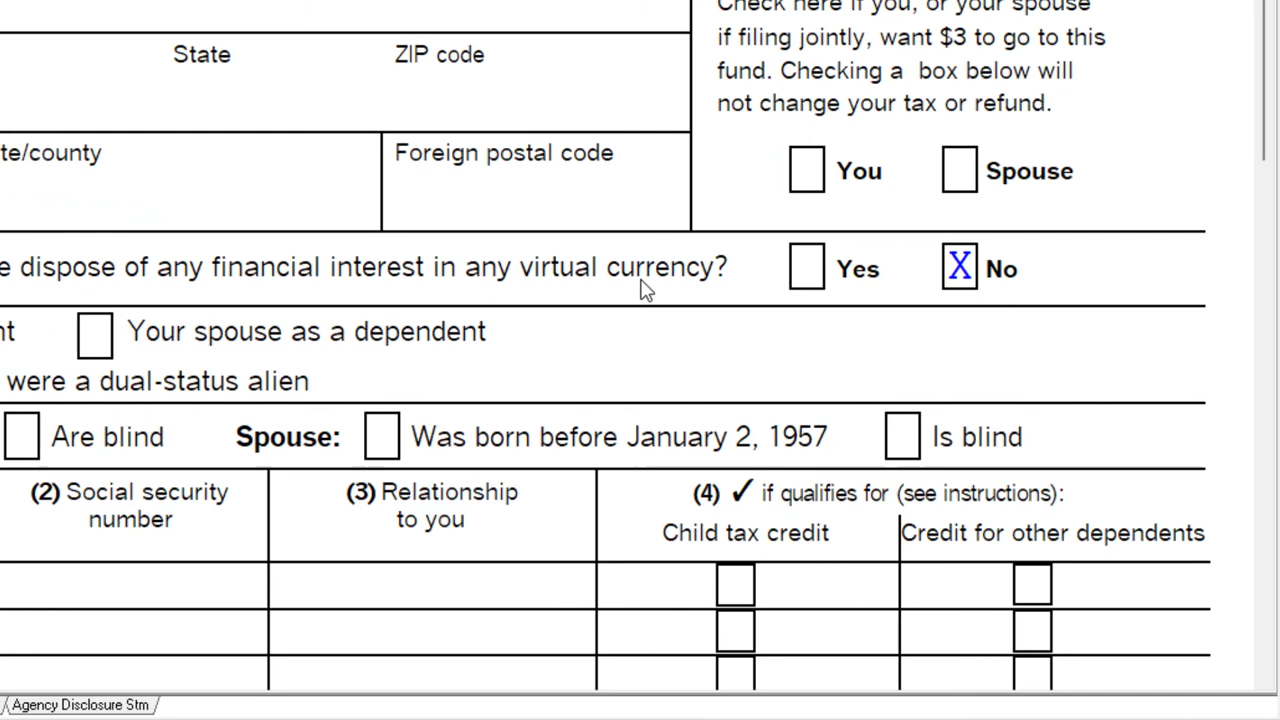 Check here if you, or your spouse
if filing jointly, want $3 to go to this
fund. Checking a box below will
not change your tax or refund.
State ZIP code
te/county Foreign postal code
You Spouse
e dispose of any financial interest in any virtual currency? Yes X No
nt Your spouse as a dependent
were a dual-status alien
Are blind Spouse: Was born before January 2, 1957 Is blind
(2) Social security
number
(3) Relationship
to you
(4) ✓ if qualifies for (see instructions):
Child tax credit Credit for other dependents
Agency Disclosure Stm